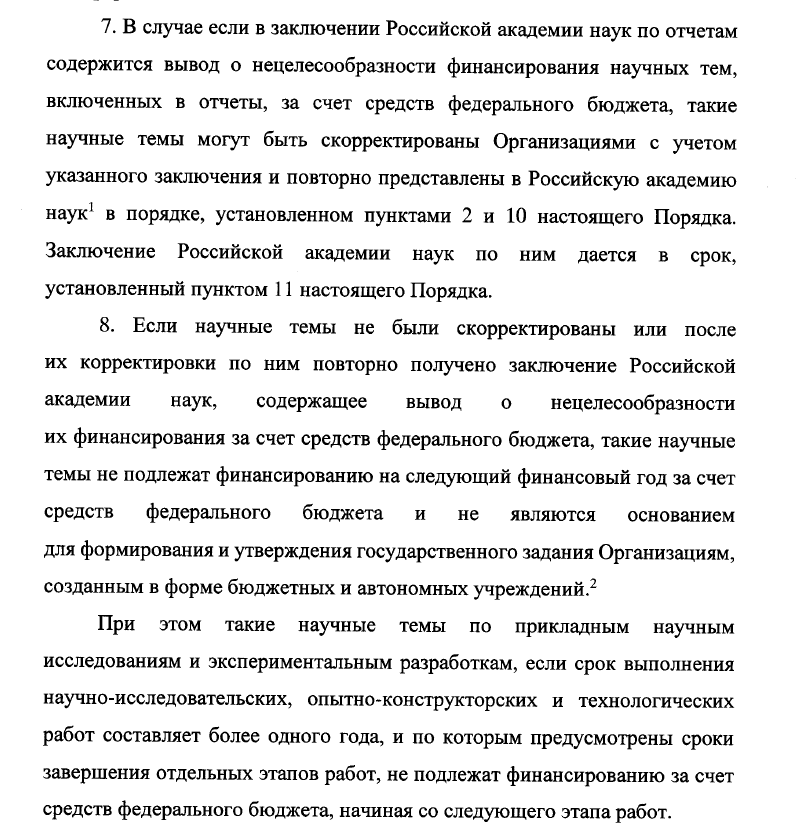 7. В случае если в заключении Российской академии наук по отчетам
содержится вывод о нецелесообразности финансирования научных тем,
включенных в отчеты, за счет средств федерального бюджета, такие
научные темы могут быть скорректированы Организациями с учетом
указанного заключения и повторно представлены в Российскую академию
наук¹ в порядке, установленном пунктами 2 и 10 настоящего Порядка.
Заключение Российской академии наук по ним дается в срок,
установленный пунктом 11 настоящего Порядка.
8. Если научные темы не были скорректированы или после
их корректировки по ним повторно получено заключение Российской
академии наук, содержащее вывод о нецелесообразности
их финансирования за счет средств федерального бюджета, такие научные
темы не подлежат финансированию на следующий финансовый год за счет
средств федерального бюджета и не являются основанием
для формирования и утверждения государственного задания Организациям,
созданным в форме бюджетных и автономных учреждений.²
При этом такие научные темы по прикладным научным
исследованиям и экспериментальным разработкам, если срок выполнения
научно-исследовательских, опытно-конструкторских и технологических
работ составляет более одного года, и по которым предусмотрены сроки
завершения отдельных этапов работ, не подлежат финансированию за счет
средств федерального бюджета, начиная со следующего этапа работ.